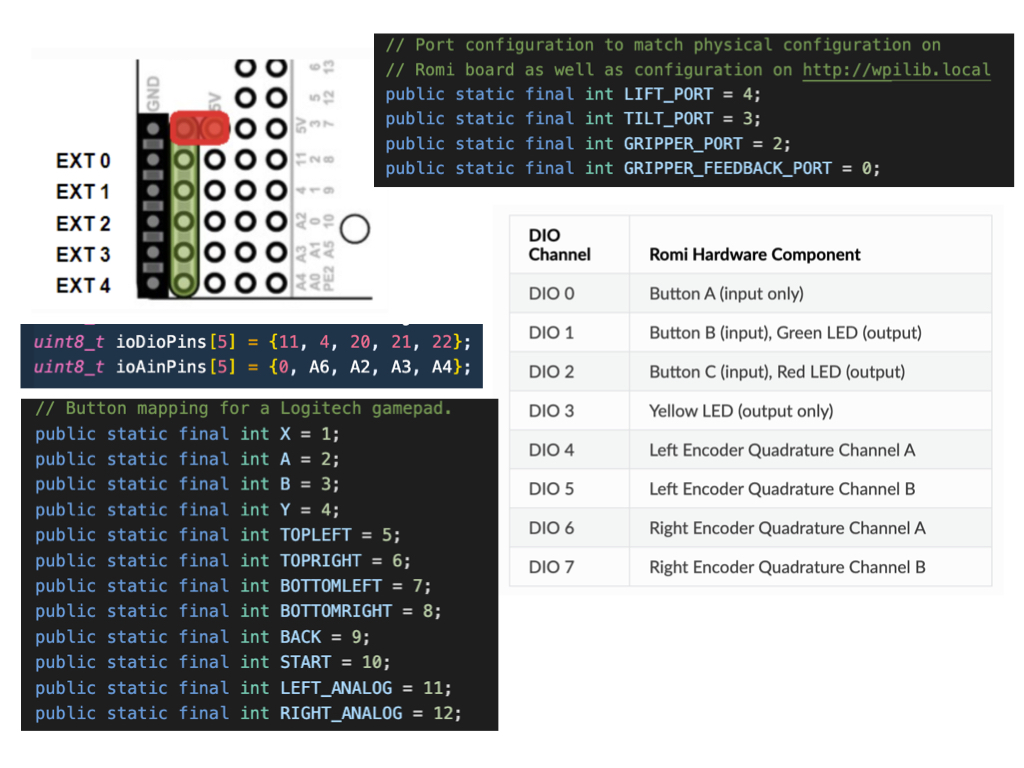 GND
5V
6 13
5 12
5V 3 7
11 2 8
4 1 9
A2 0 10
A3 A1 A5
A4 A0 PE2
EXT 0
EXT 1
EXT 2
EXT 3
EXT 4
// Port configuration to match physical configuration on
// Romi board as well as configuration on http://wpilib.local
public static final int LIFT_PORT = 4;
public static final int TILT_PORT = 3;
public static final int GRIPPER_PORT = 2;
public static final int GRIPPER_FEEDBACK_PORT = 0;
uint8_t ioDioPins[5] = {11, 4, 20, 21, 22};
uint8_t ioAinPins[5] = {0, A6, A2, A3, A4};
// Button mapping for a Logitech gamepad.
public static final int X = 1;
public static final int A = 2;
public static final int B = 3;
public static final int Y = 4;
public static final int TOPLEFT = 5;
public static final int TOPRIGHT = 6;
public static final int BOTTOMLEFT = 7;
public static final int BOTTOMRIGHT = 8;
public static final int BACK = 9;
public static final int START = 10;
public static final int LEFT_ANALOG = 11;
public static final int RIGHT_ANALOG = 12;
DIO Channel Romi Hardware Component
DIO 0 Button A (input only)
DIO 1 Button B (input), Green LED (output)
DIO 2 Button C (input), Red LED (output)
DIO 3 Yellow LED (output only)
DIO 4 Left Encoder Quadrature Channel A
DIO 5 Left Encoder Quadrature Channel B
DIO 6 Right Encoder Quadrature Channel A
DIO 7 Right Encoder Quadrature Channel B